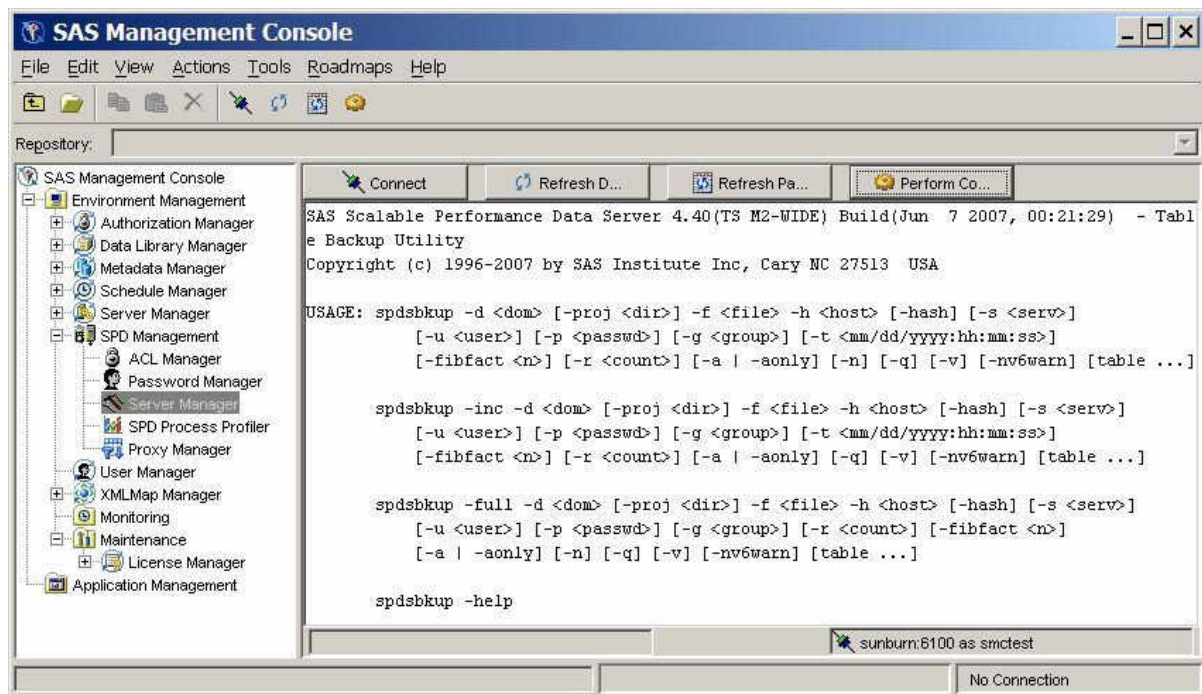 SAS Management Console
File Edit View Actions Tools Roadmaps Help
Repository:
SAS Management Console
Environment Management
Authorization Manager
Data Library Manager
Metadata Manager
Schedule Manager
Server Manager
SPD Management
ACL Manager
Password Manager
Server Manager
SPD Process Profiler
Proxy Manager
User Manager
XMLMap Manager
Monitoring
Maintenance
License Manager
Application Management
Connect Refresh D... Refresh Pa... Perform Co...
SAS Scalable Performance Data Server 4.40(TS M2-WIDE) Build(Jun  7 2007, 00:21:29)  - Tabl
e Backup Utility
Copyright (c) 1996-2007 by SAS Institute Inc, Cary NC 27513  USA
USAGE: spdsbkup -d <dom> [-proj <dir>] -f <file> -h <host> [-hash] [-s <serv>]
[-u <user>] [-p <passwd>] [-g <group>] [-t <mm/dd/yyyy:hh:mm:ss>]
[-fibfact <n>] [-r <count>] [-a | -aonly] [-n] [-q] [-v] [-nv6warn] [table ...]
spdsbkup -inc -d <dom> [-proj <dir>] -f <file> -h <host> [-hash] [-s <serv>]
[-u <user>] [-p <passwd>] [-g <group>] [-t <mm/dd/yyyy:hh:mm:ss>]
[-fibfact <n>] [-r <count>] [-a | -aonly] [-q] [-v] [-nv6warn] [table ...]
spdsbkup -full -d <dom> [-proj <dir>] -f <file> -h <host> [-hash] [-s <serv>]
[-u <user>] [-p <passwd>] [-g <group>] [-r <count>] [-fibfact <n>]
[-a | -aonly] [-n] [-q] [-v] [-nv6warn] [table ...]
spdsbkup -help
sunburn:6100 as smctest
No Connection